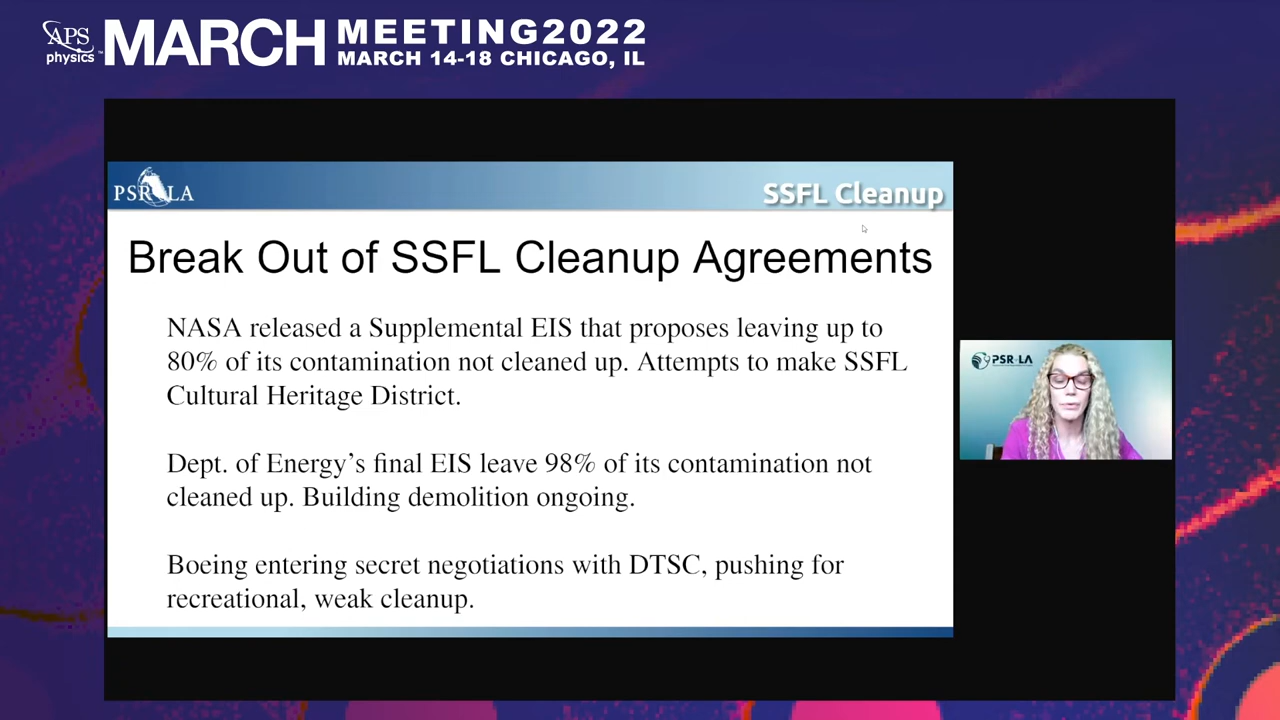 APS physics
MARCH
MEETING2022
MARCH 14-18 CHICAGO, IL
PSR LA
SSFL Cleanup
Break Out of SSFL Cleanup Agreements
NASA released a Supplemental EIS that proposes leaving up to
80% of its contamination not cleaned up. Attempts to make SSFL
Cultural Heritage District.
Dept. of Energy’s final EIS leave 98% of its contamination not
cleaned up. Building demolition ongoing.
Boeing entering secret negotiations with DTSC, pushing for
recreational, weak cleanup.
PSR-LA